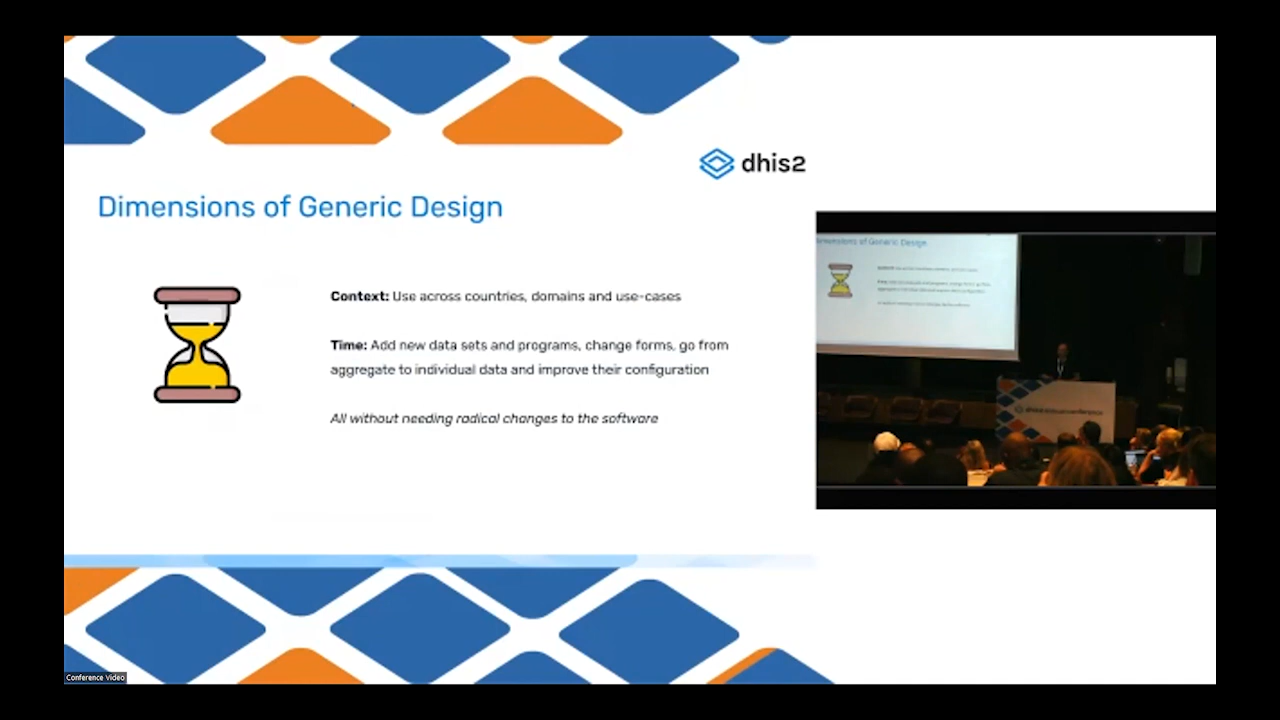 dhis2
Dimensions of Generic Design
Context: Use across countries, domains and use-cases
Time: Add new data sets and programs, change forms, go from
aggregate to individual data and improve their configuration
All without needing radical changes to the software
Dimensions of Generic Design
Conference Video